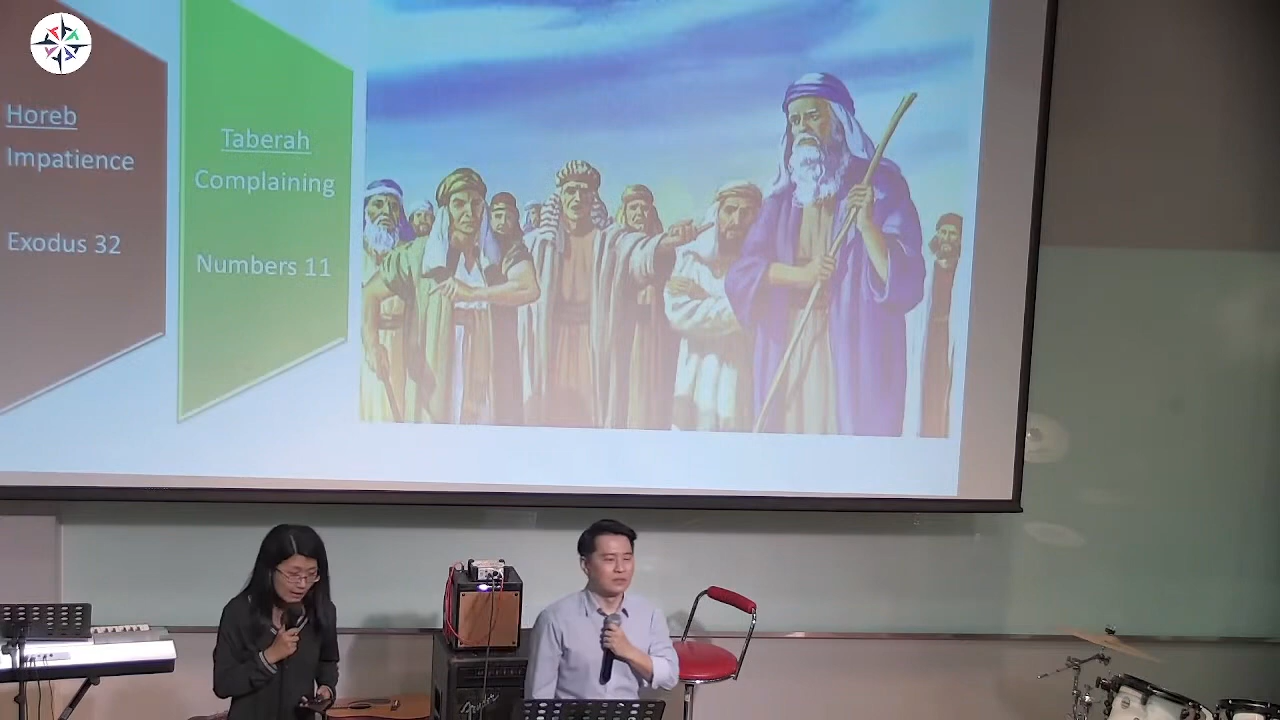 Horeb
Impatience
Exodus 32
Taberah
Complaining
Numbers 11